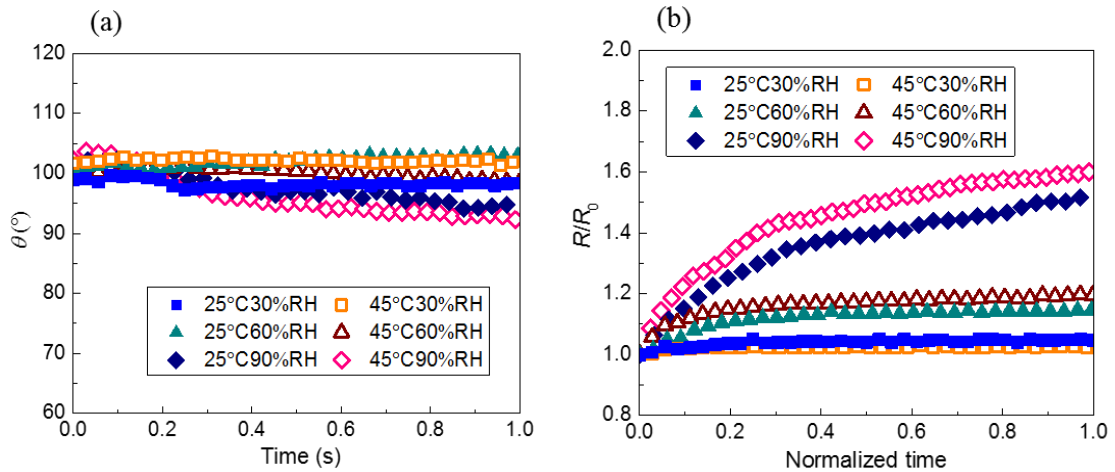 (a)
120
110
100
90
80
70
60
θ (°)
25°C30%RH 45°C30%RH
25°C60%RH 45°C60%RH
25°C90%RH 45°C90%RH
0.0 0.2 0.4 0.6 0.8 1.0
Time (s)
(b)
2.0
1.8
1.6
1.4
1.2
1.0
0.8
R/R0
25°C30%RH 45°C30%RH
25°C60%RH 45°C60%RH
25°C90%RH 45°C90%RH
0.0 0.2 0.4 0.6 0.8 1.0
Normalized time